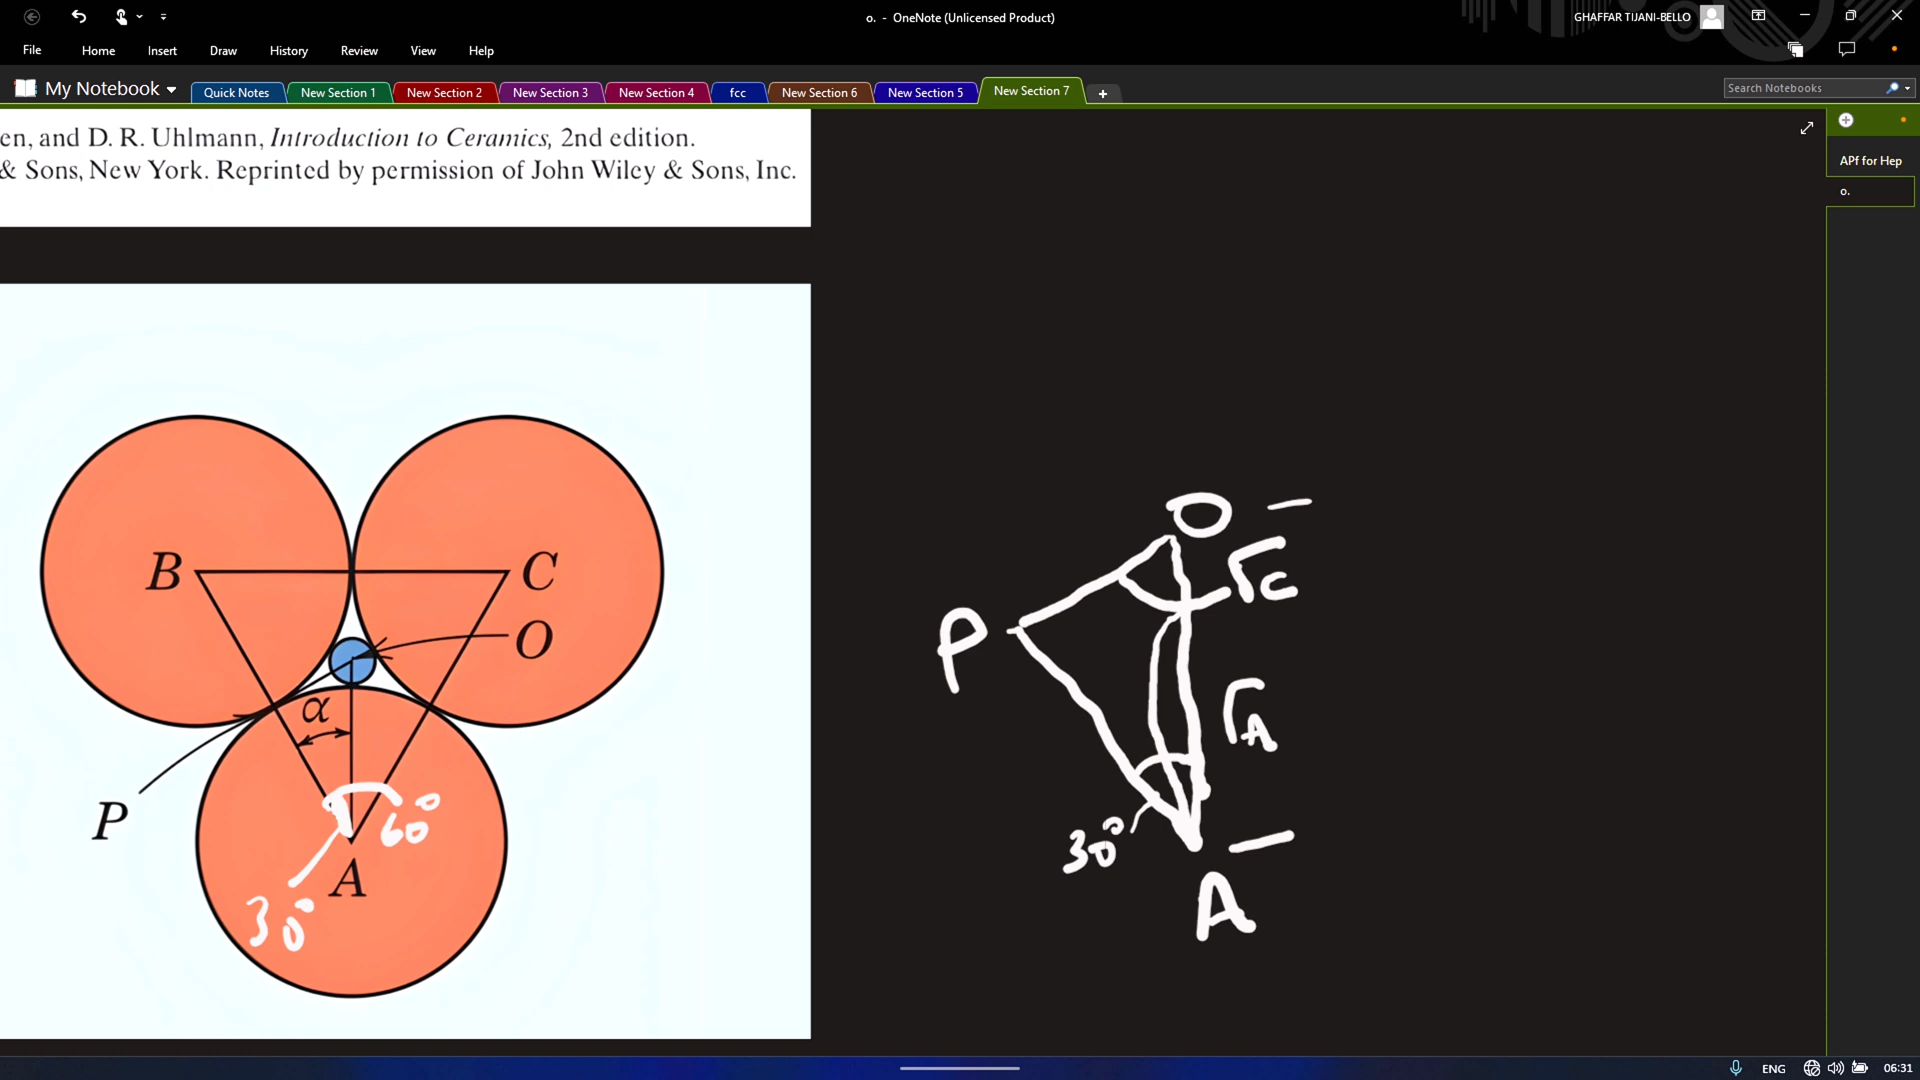 o. - OneNote (Unlicensed Product)
GHAFFAR TIJANI-BELLO
File Home Insert Draw History Review View Help
My Notebook
Quick Notes New Section 1 New Section 2 New Section 3 New Section 4 fcc New Section 6 New Section 5 New Section 7 +
Search Notebooks
en, and D. R. Uhlmann, Introduction to Ceramics, 2nd edition.
& Sons, New York. Reprinted by permission of John Wiley & Sons, Inc.
APf for Hep
o.
B
C
O
α
P
60°
A
30°
O
rc
P
rA
30°
A
ENG
06:31